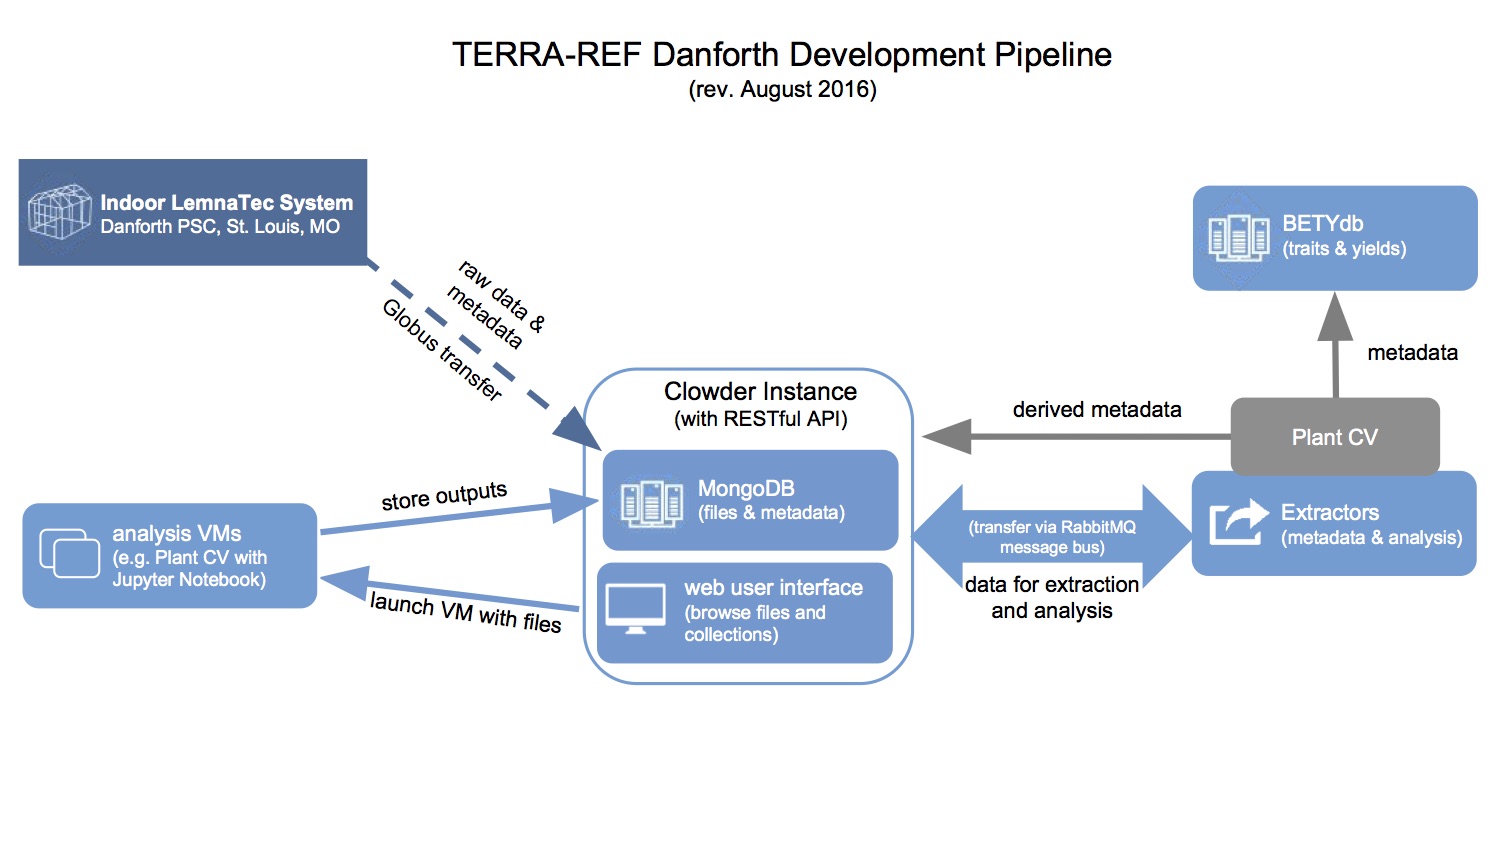 TERRA-REF Danforth Development Pipeline
(rev. August 2016)
Indoor LemnaTec System
Danforth PSC, St. Louis, MO
raw data &
metadata
Globus transfer
BETYdb
(traits & yields)
metadata
Clowder Instance
(with RESTful API)
derived metadata
Plant CV
MongoDB
(files & metadata)
store outputs
analysis VMs
(e.g. Plant CV with
Jupyter Notebook)
launch VM with files
web user interface
(browse files and
collections)
(transfer via RabbitMQ
message bus)
data for extraction
and analysis
Extractors
(metadata & analysis)